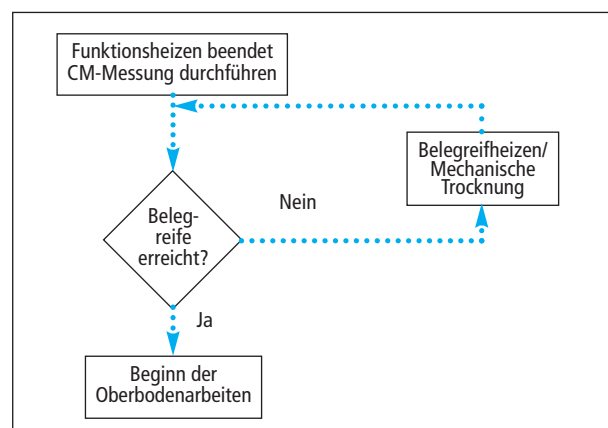 Funktionsheizen beendet
CM-Messung durchführen
Belegreifheizen/
Mechanische
Trocknung
Nein
Beleg-
reife
erreicht?
Ja
Beginn der
Oberbodenarbeiten